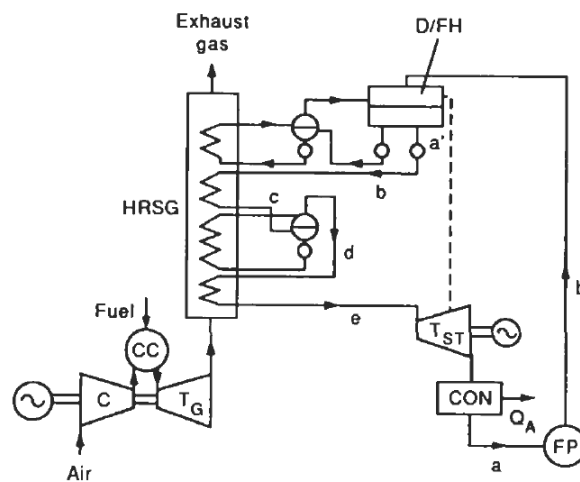 Exhaust
gas
D/FH
a'
b
HRSG
c
d
e
Fuel
CC
T_ST
C
T_G
CON
Q_A
FP
a
Air